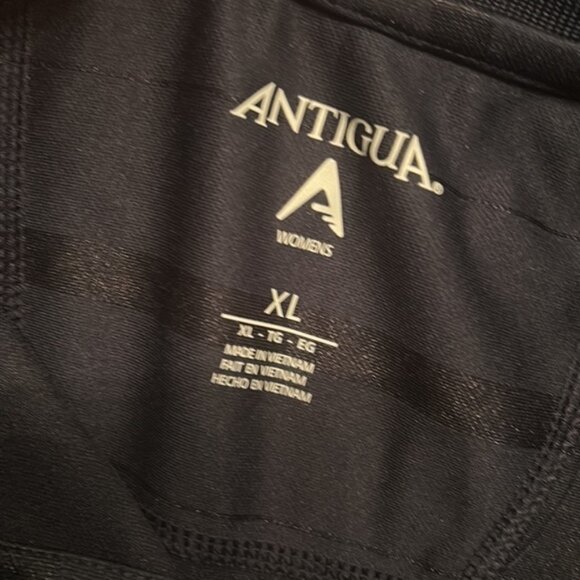 ANTIGUA®
WOMENS
XL
XL - TG - EG
MADE IN VIETNAM
FAIT EN VIETNAM
HECHO EN VIETNAM